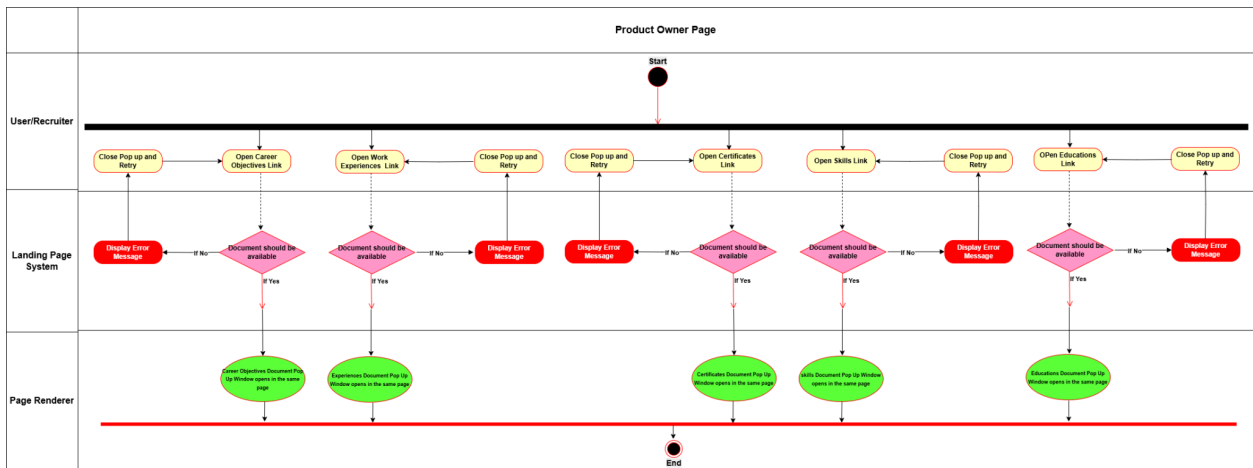 Product Owner Page
User/Recruiter
Start
Close Pop up and
Retry
Open Career
Objectives Link
Open Work
Experiences Link
Close Pop up and
Retry
Close Pop up and
Retry
Open Certificates
Link
Open Skills Link
Close Pop up and
Retry
OPen Educations
Link
Close Pop up and
Retry
Landing Page
System
Display Error
Message
If No
Document should be
available
If Yes
Document should be
available
If No
If Yes
Display Error
Message
Display Error
Message
If No
Document should be
available
If Yes
Document should be
available
If No
If Yes
Display Error
Message
Document should be
available
If No
If Yes
Display Error
Message
Page Renderer
Career Objectives Document Pop
Up Window opens in the same
page
Experiences Document Pop Up
Window opens in the same page
Certificates Document Pop Up
Window opens in the same page
skills Document Pop Up Window
opens in the same page
Educations Document Pop Up
Window opens in the same page
End